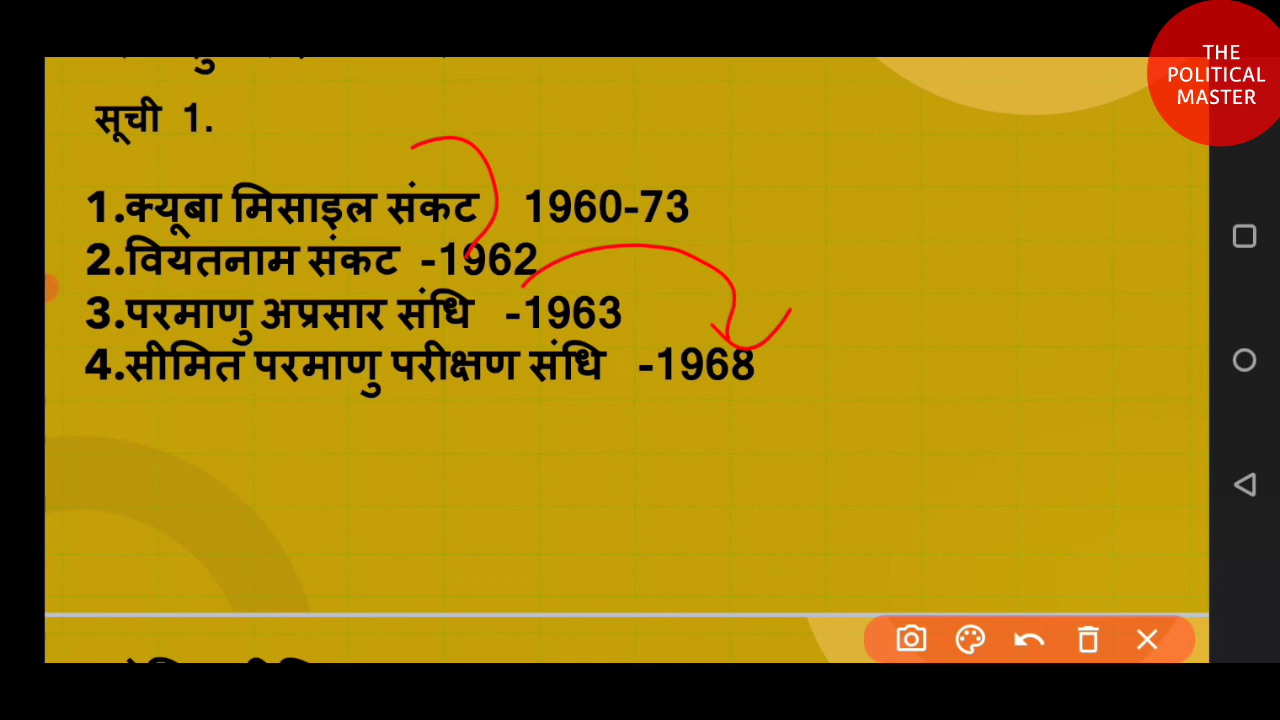 सूची 1.
THE
POLITICAL
MASTER
1.क्यूबा मिसाइल संकट 1960-73
2.वियतनाम संकट -1962
3.परमाणु अप्रसार संधि -1963
4.सीमित परमाणु परीक्षण संधि -1968